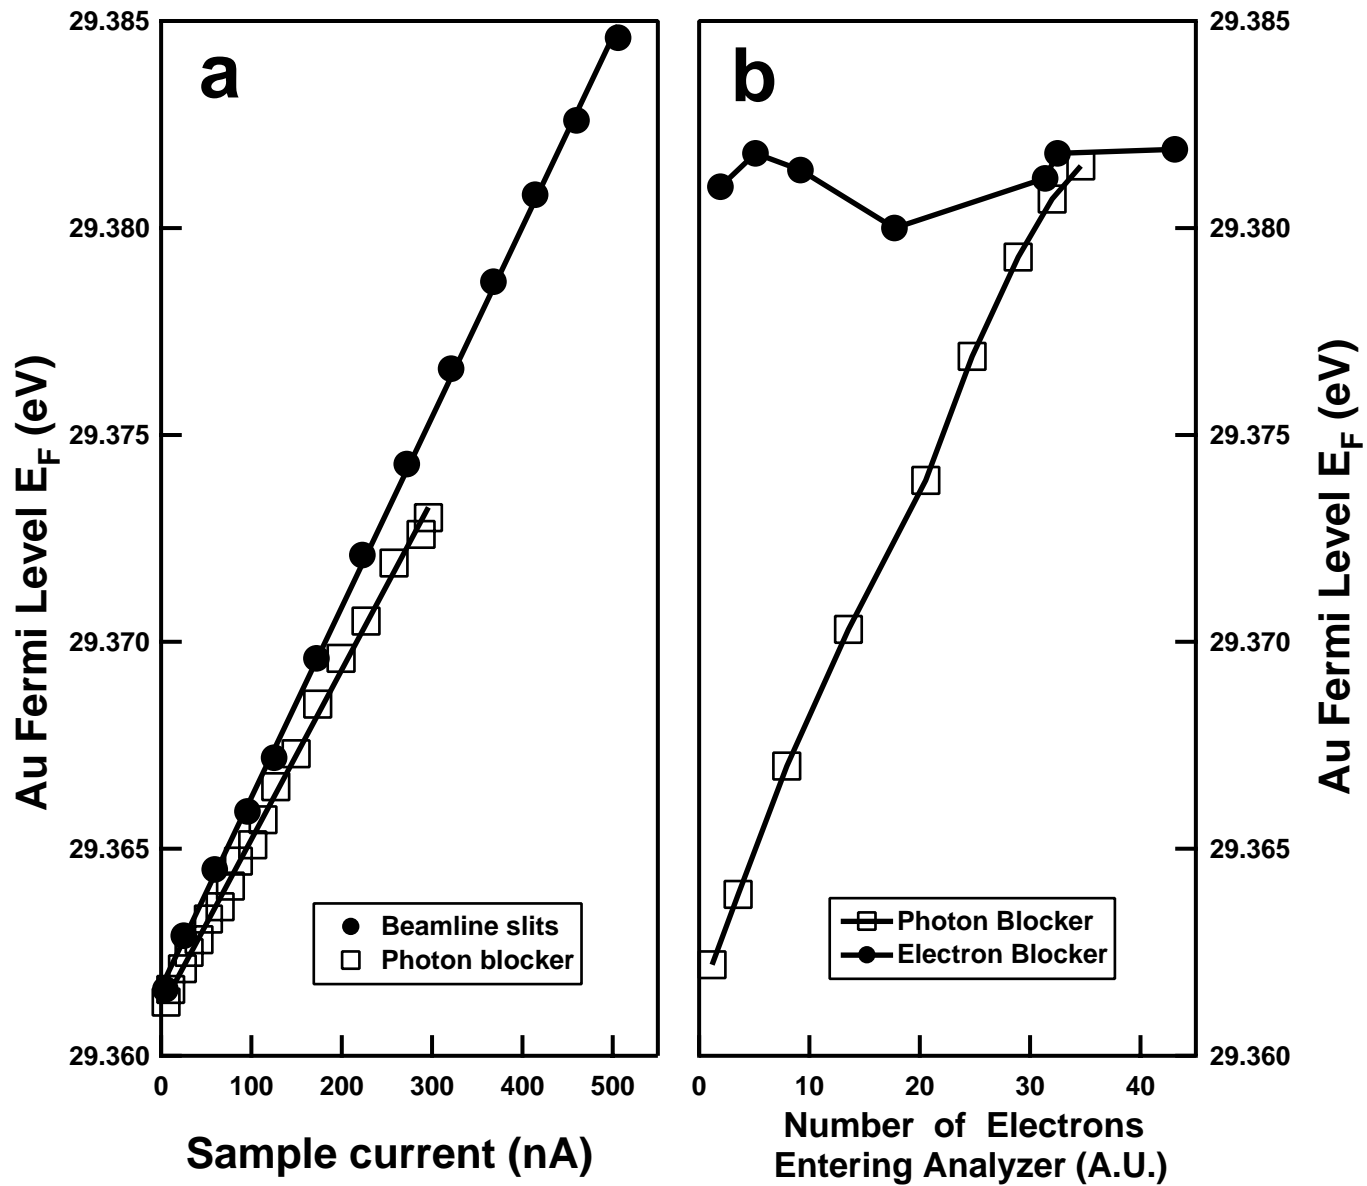 a
29.385
29.380
29.375
29.370
29.365
29.360
Au Fermi Level E_F (eV)
Beamline slits
Photon blocker
0 100 200 300 400 500
Sample current (nA)
b
29.385
29.380
29.375
29.370
29.365
29.360
Au Fermi Level E_F (eV)
Photon Blocker
Electron Blocker
0 10 20 30 40
Number of Electrons
Entering Analyzer (A.U.)